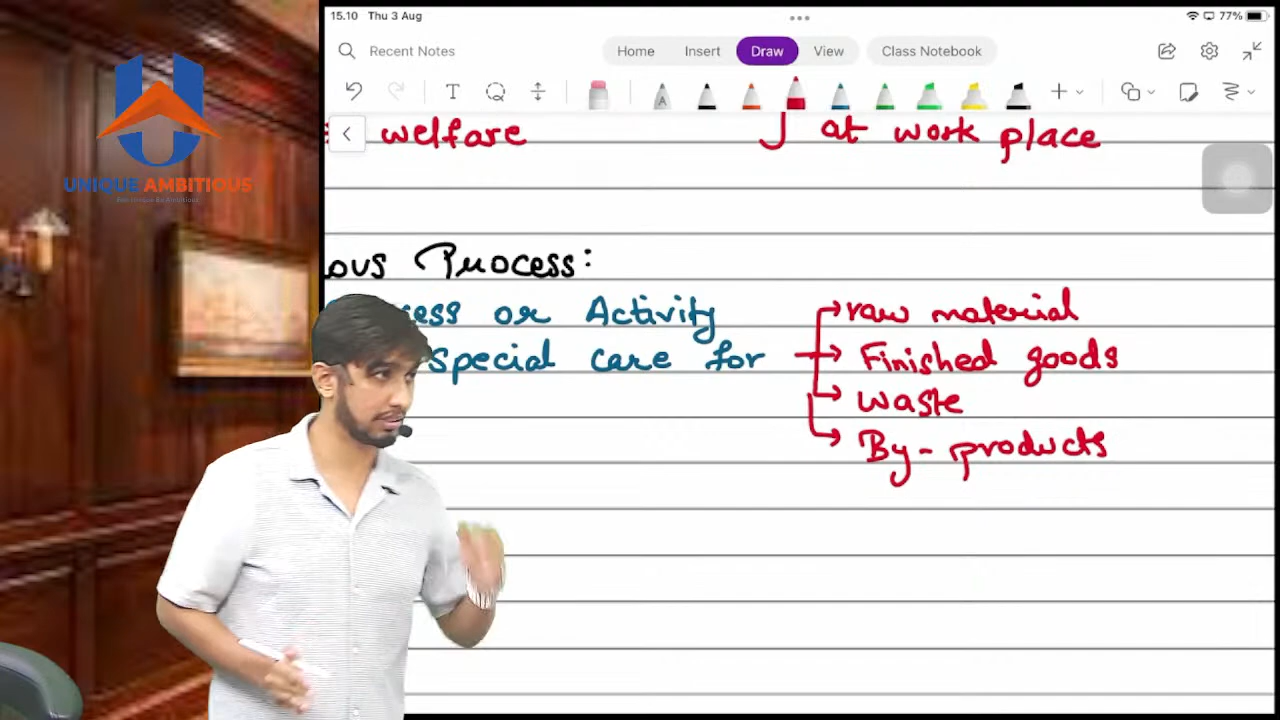 15.10 Thu 3 Aug
77%
Recent Notes
Home Insert Draw View Class Notebook
welfare at work place
UNIQUE AMBITIOUS
ous Process:
ess or Activity
special care for
raw material
Finished goods
waste
By-products